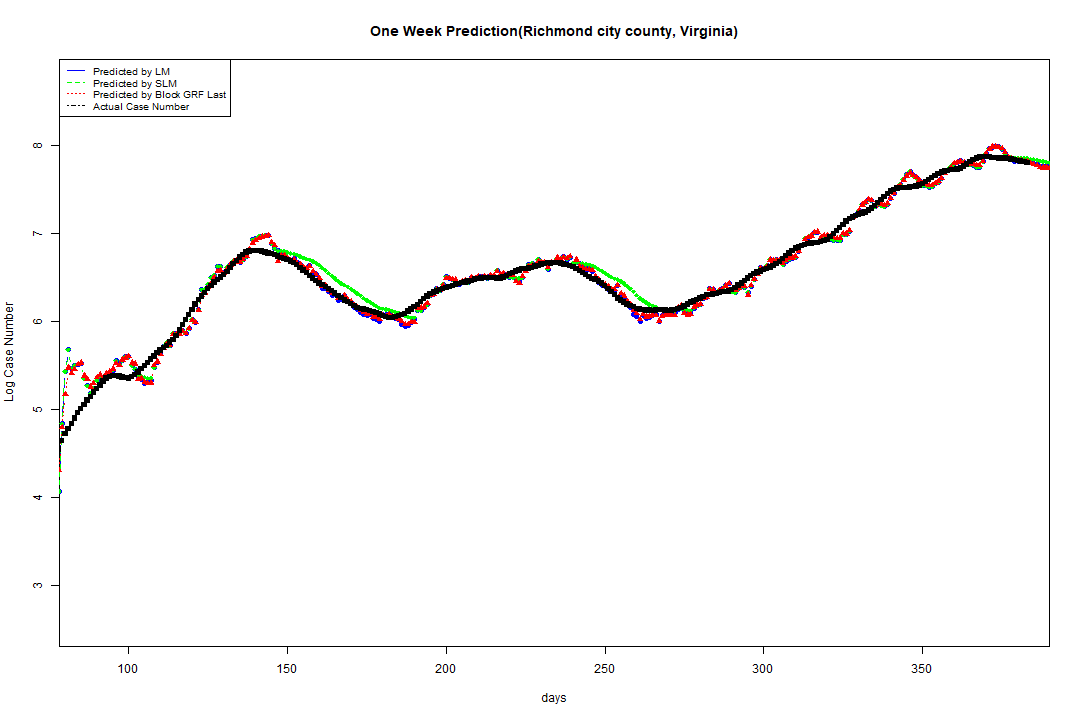 One Week Prediction(Richmond city county, Virginia)
Predicted by LM
Predicted by SLM
Predicted by Block GRF Last
Actual Case Number
8
7
6
5
4
3
Log Case Number
100 150 200 250 300 350
days